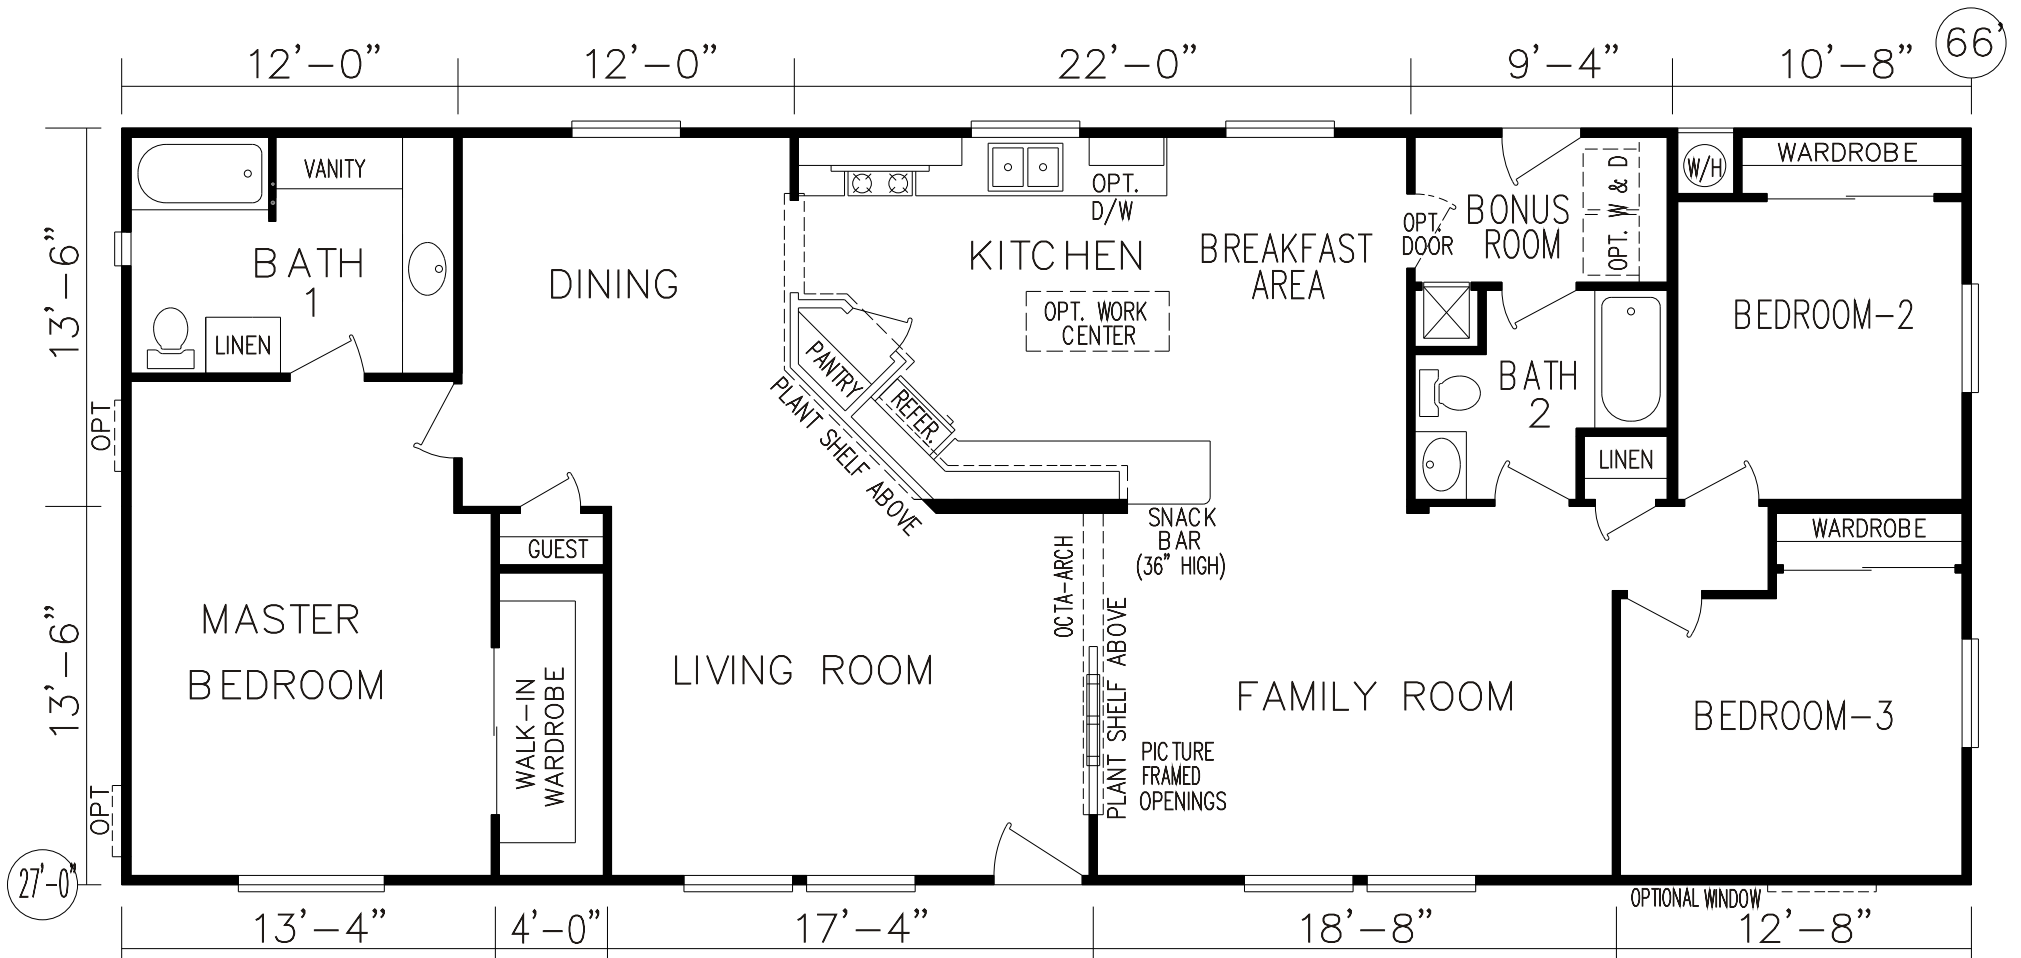 12'-0"
12'-0"
22'-0"
9'-4"
10'-8"
66'
VANITY
OPT.
D/W
W/H
WARDROBE
OPT. W & D
OPT.
DOOR
BONUS
ROOM
13'-6"
BATH
1
DINING
KITCHEN
BREAKFAST
AREA
OPT. WORK
CENTER
BEDROOM-2
LINEN
PANTRY
REFER.
PLANT SHELF ABOVE
BATH
2
OPT
LINEN
SNACK
BAR
(36" HIGH)
WARDROBE
GUEST
OCTA-ARCH
13'-6"
MASTER
BEDROOM
WALK-IN
WARDROBE
LIVING ROOM
PLANT SHELF ABOVE
FAMILY ROOM
BEDROOM-3
PICTURE
FRAMED
OPENINGS
OPT
27'-0"
OPTIONAL WINDOW
13'-4"
4'-0"
17'-4"
18'-8"
12'-8"